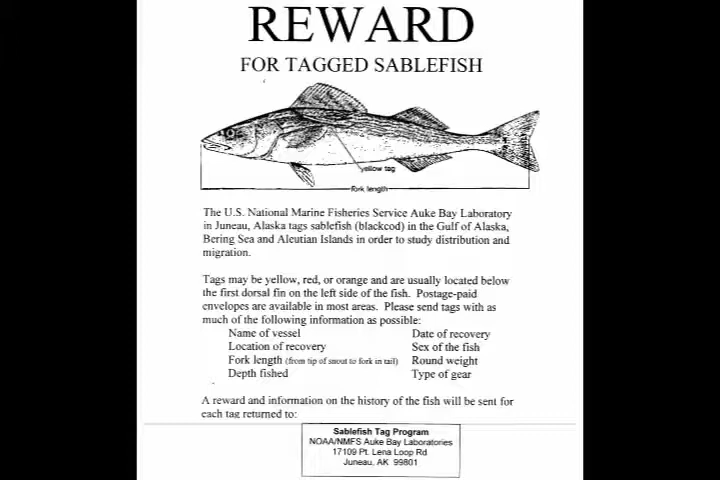 REWARD
FOR TAGGED SABLEFISH
yellow tag
fork length
The U.S. National Marine Fisheries Service Auke Bay Laboratory
in Juneau, Alaska tags sablefish (blackcod) in the Gulf of Alaska,
Bering Sea and Aleutian Islands in order to study distribution and
migration.
Tags may be yellow, red, or orange and are usually located below
the first dorsal fin on the left side of the fish. Postage-paid
envelopes are available in most areas. Please send tags with as
much of the following information as possible:
Name of vessel Date of recovery
Location of recovery Sex of the fish
Fork length (from tip of snout to fork in tail) Round weight
Depth fished Type of gear
A reward and information on the history of the fish will be sent for
each tag returned to:
Sablefish Tag Program
NOAA/NMFS Auke Bay Laboratories
17109 Pt. Lena Loop Rd
Juneau, AK 99801